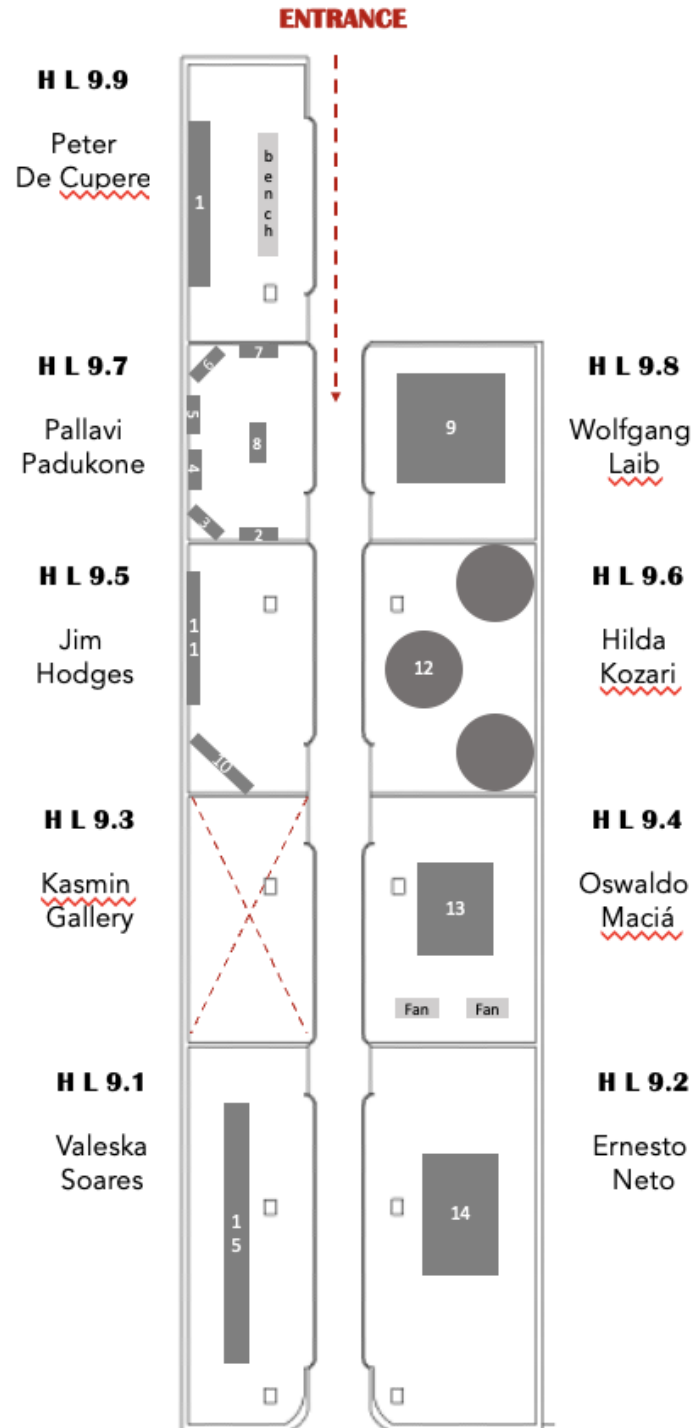 ENTRANCE
H L 9.9
Peter
De Cupere
1
b
e
n
c
h
H L 9.7
Pallavi
Padukone
6
7
5
8
4
3
2
H L 9.8
Wolfgang
Laib
9
H L 9.5
Jim
Hodges
1
1
10
H L 9.6
Hilda
Kozari
12
H L 9.3
Kasmin
Gallery
H L 9.4
Oswaldo
Maciá
13
Fan
Fan
H L 9.1
Valeska
Soares
1
5
H L 9.2
Ernesto
Neto
14